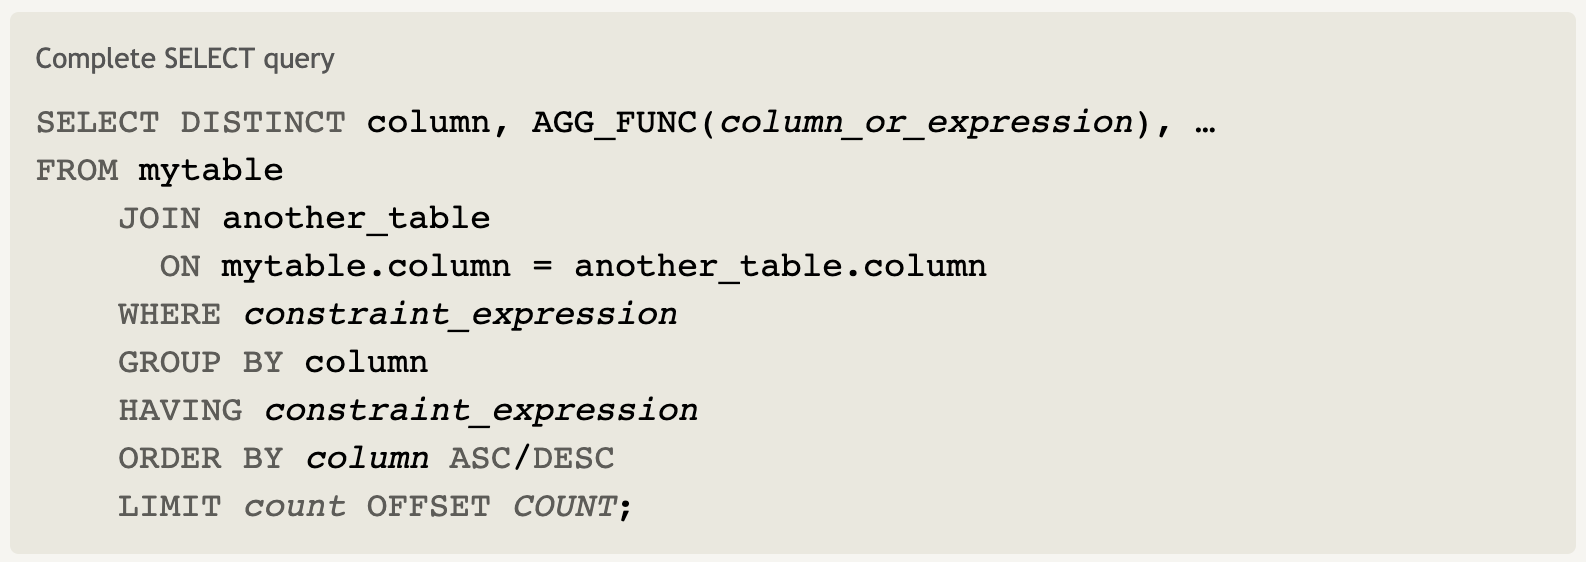 Complete SELECT query
SELECT DISTINCT column, AGG_FUNC(column_or_expression), …
FROM mytable
JOIN another_table
ON mytable.column = another_table.column
WHERE constraint_expression
GROUP BY column
HAVING constraint_expression
ORDER BY column ASC/DESC
LIMIT count OFFSET COUNT;